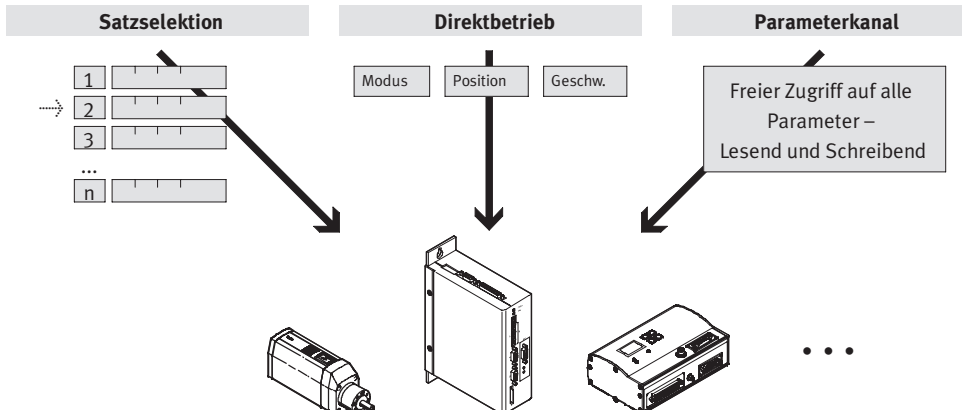 Satzselektion
Direktbetrieb
Parameterkanal
1
2
3
...
n
Modus
Position
Geschw.
Freier Zugriff auf alle
Parameter –
Lesend und Schreibend
• • •